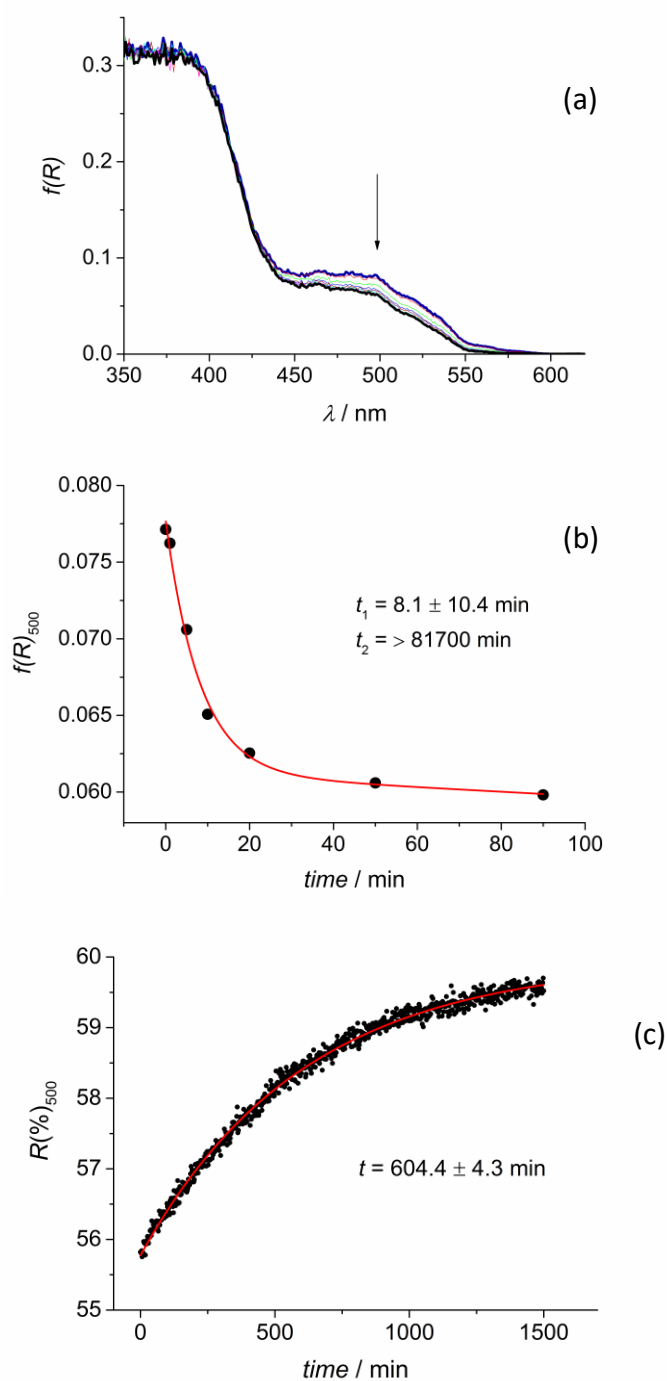 (a)
f(R)
0.3
0.2
0.1
0.0
350 400 450 500 550 600
λ / nm
(b)
f(R)500
0.080
0.075
0.070
0.065
0.060
t1 = 8.1 ± 10.4 min
t2 = > 81700 min
0 20 40 60 80 100
time / min
(c)
R(%)500
60
59
58
57
56
55
t = 604.4 ± 4.3 min
0 500 1000 1500
time / min